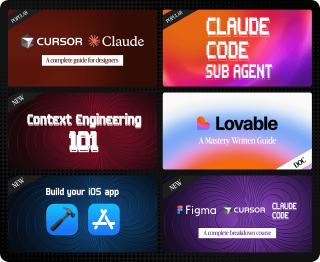 POPULAR
CURSOR Claude
A complete guide for designers
POPULAR
CLAUDE
CODE
SUB AGENT
NEW
Context Engineering
101
Lovable
A Mastery Written Guide
DOC
NEW
Build your iOS app
NEW
Figma CURSOR CLAUDE
CODE
A complete breakdown course